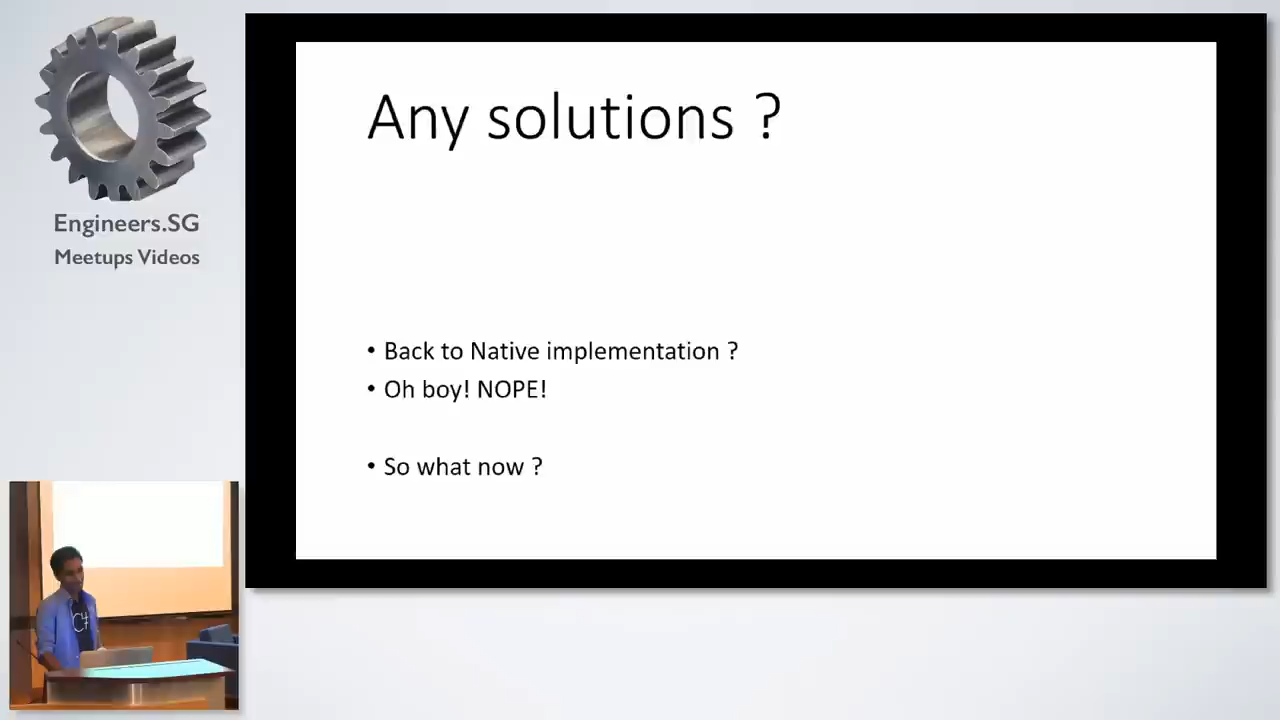 Engineers.SG
Meetups Videos
Any solutions ?
• Back to Native implementation ?
• Oh boy! NOPE!
• So what now ?
C#